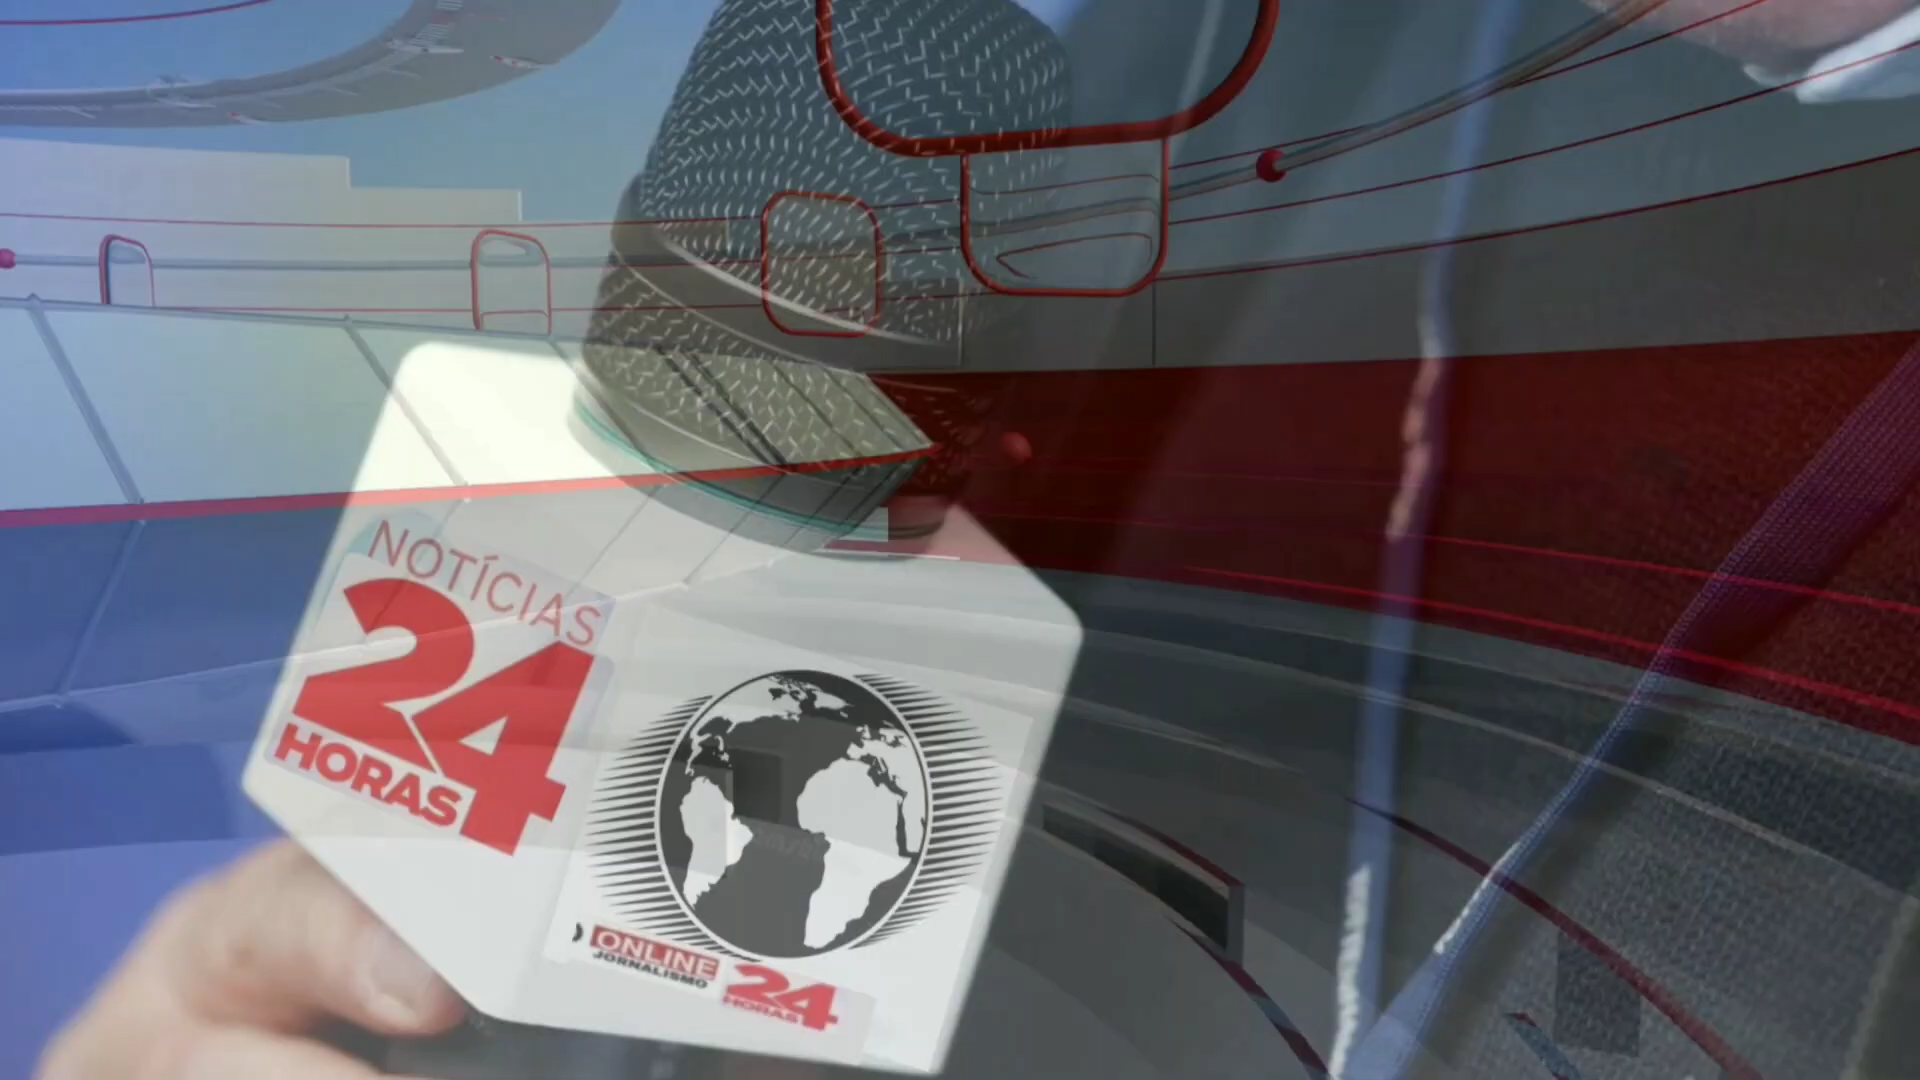 NOTÍCIAS
24
HORAS
ONLINE
JORNALISMO
24
HORAS